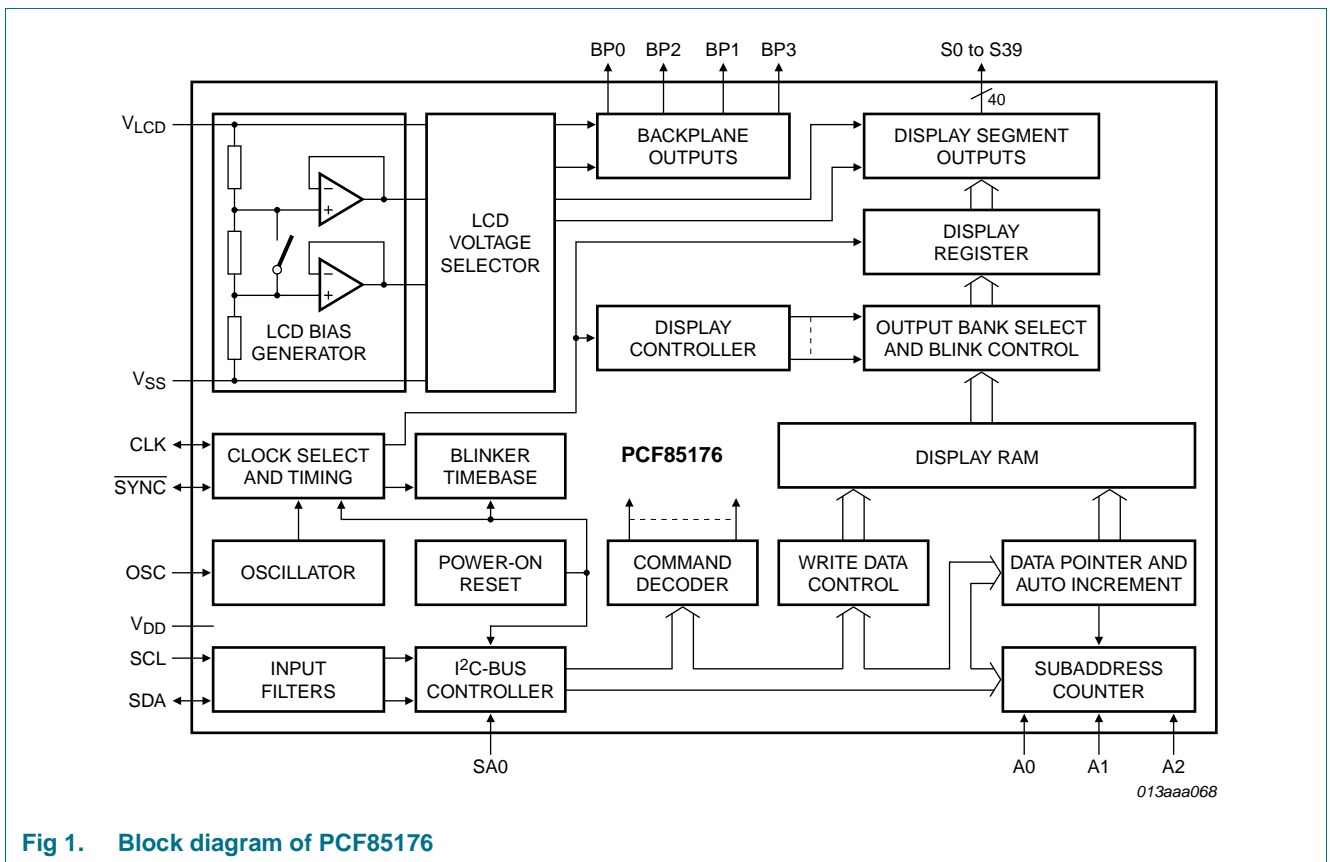 BP0 BP2 BP1 BP3 S0 to S39
40
VLCD
BACKPLANE
OUTPUTS
DISPLAY SEGMENT
OUTPUTS
LCD
VOLTAGE
SELECTOR
DISPLAY
REGISTER
LCD BIAS
GENERATOR
DISPLAY
CONTROLLER
OUTPUT BANK SELECT
AND BLINK CONTROL
VSS
CLK
SYNC
CLOCK SELECT
AND TIMING
BLINKER
TIMEBASE
PCF85176
DISPLAY RAM
OSC
OSCILLATOR
POWER-ON
RESET
COMMAND
DECODER
WRITE DATA
CONTROL
DATA POINTER AND
AUTO INCREMENT
VDD
SCL
SDA
INPUT
FILTERS
I2C-BUS
CONTROLLER
SUBADDRESS
COUNTER
SA0 A0 A1 A2
013aaa068
Fig 1. Block diagram of PCF85176